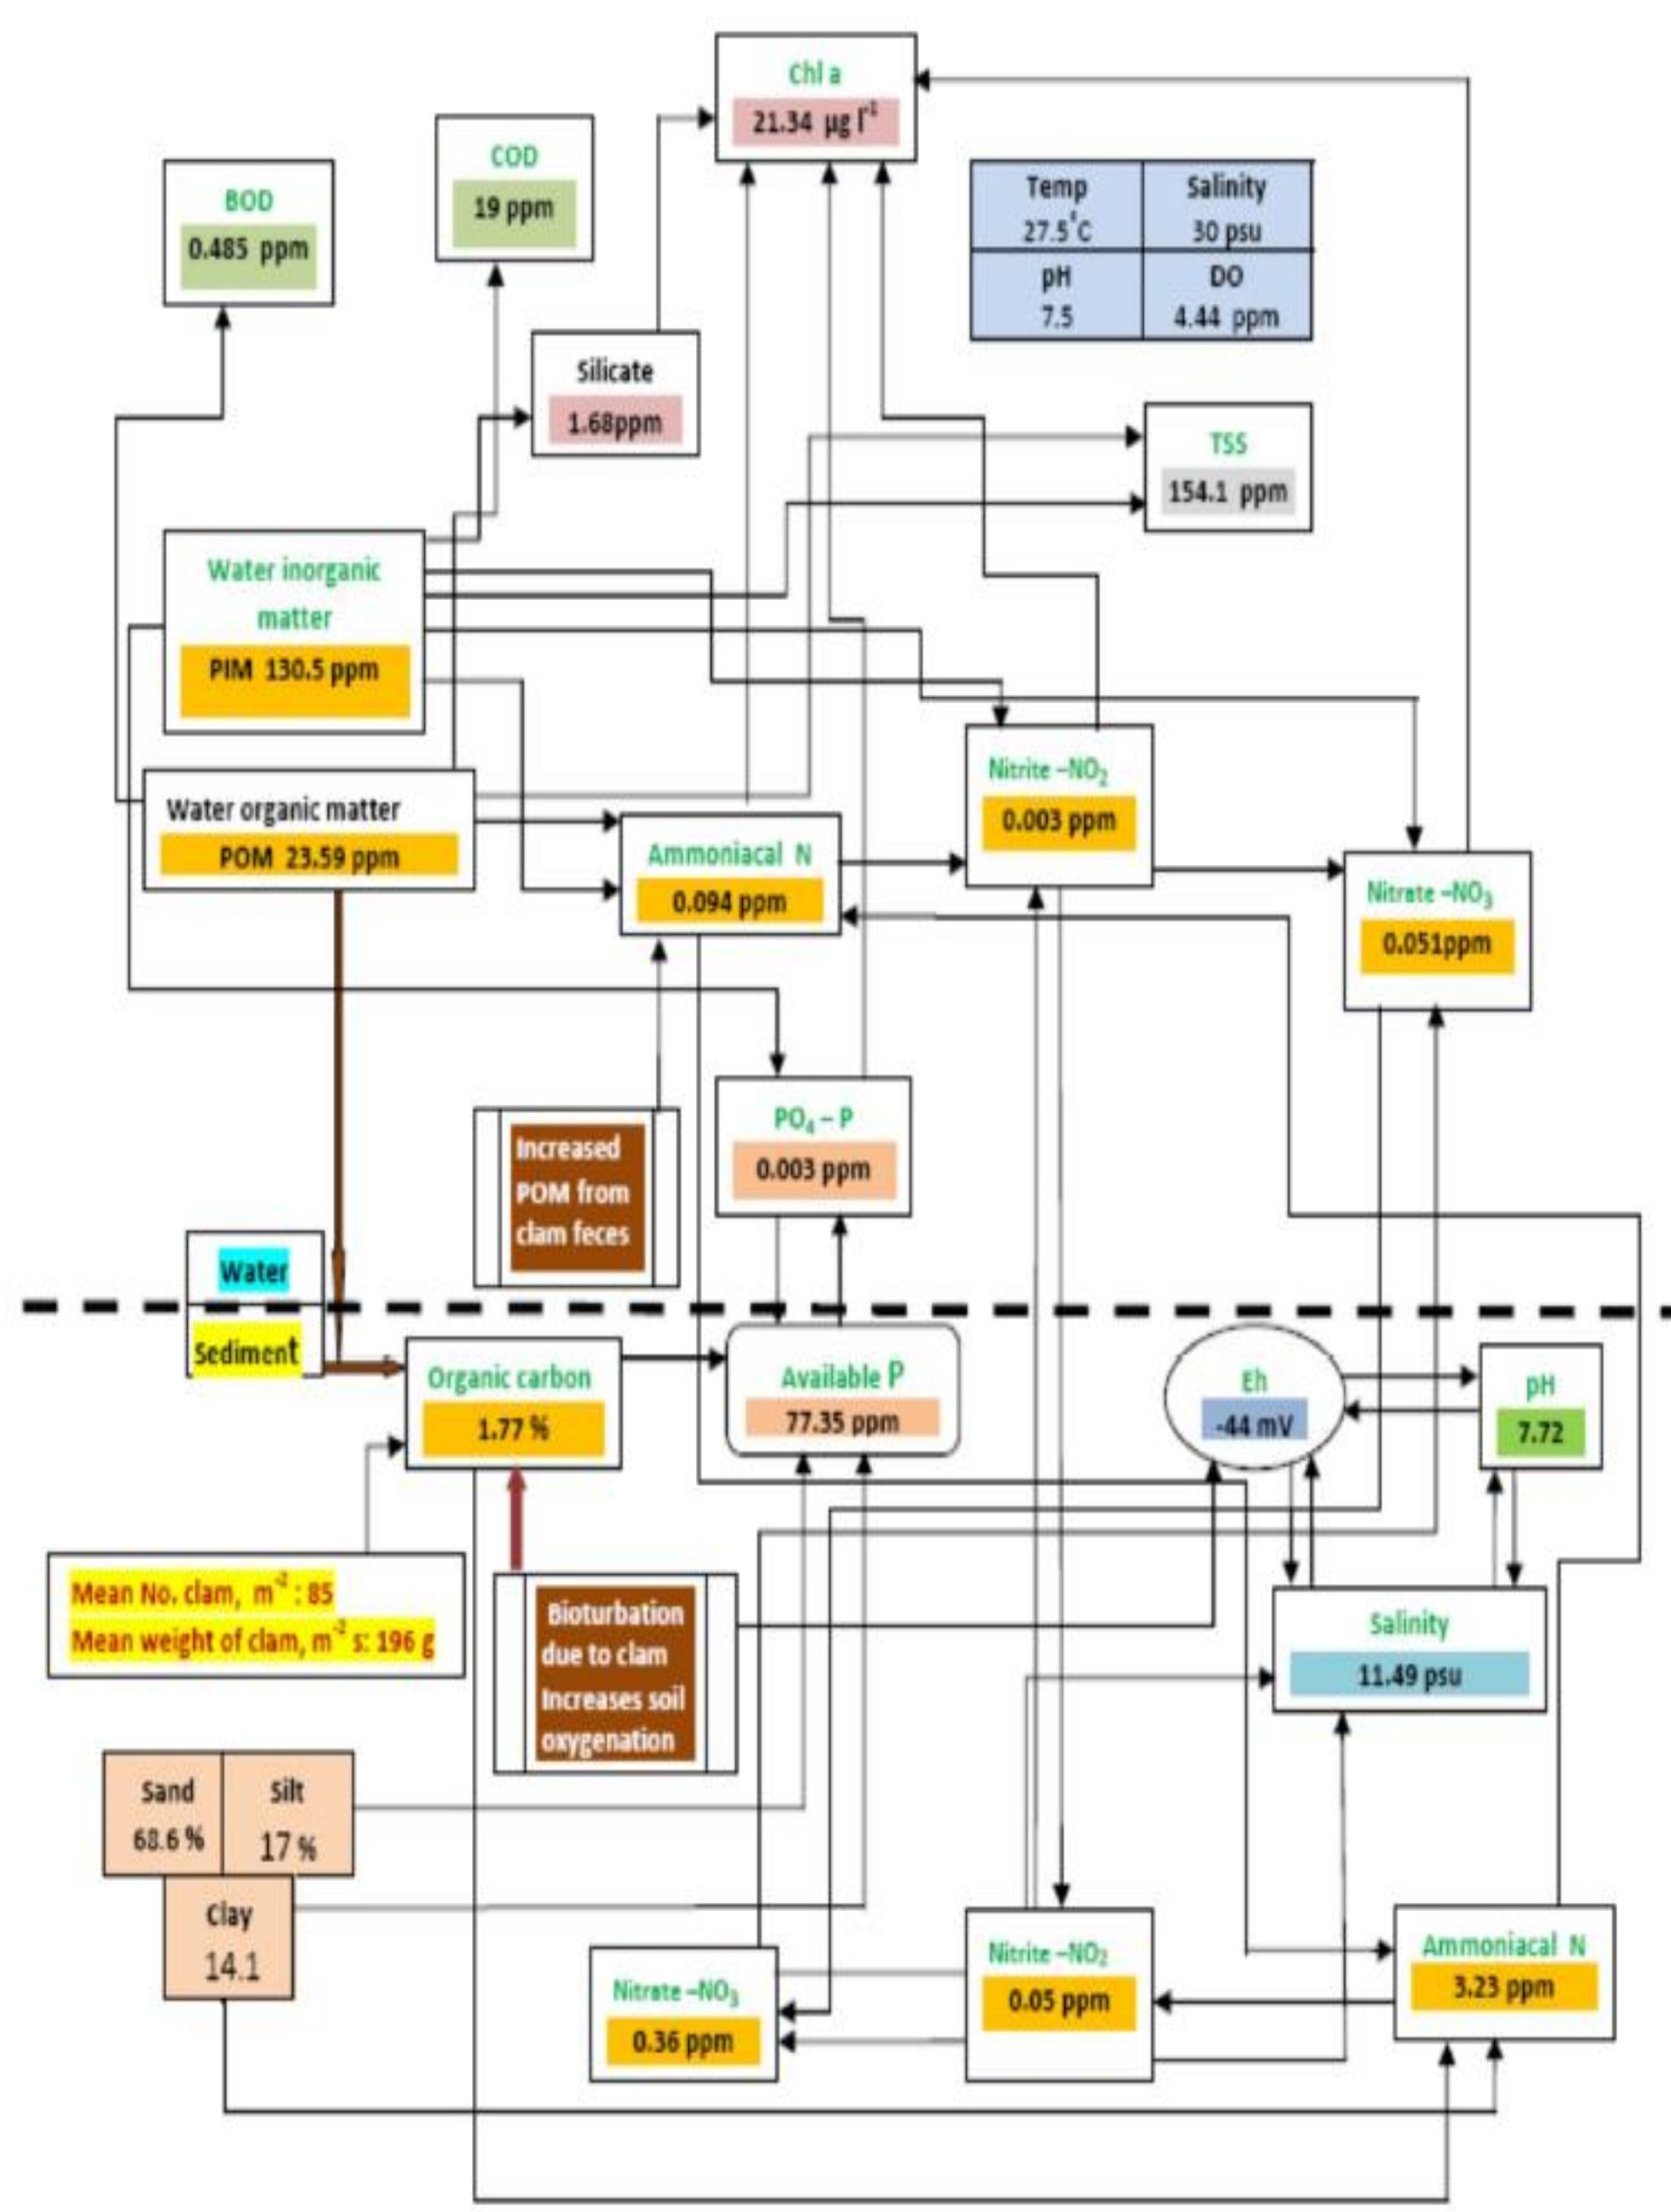 Chl a
21.34 µg l⁻¹
COD
19 ppm
BOD
0.485 ppm
Temp
27.5°C
Salinity
30 psu
pH
7.5
DO
4.44 ppm
Silicate
1.68ppm
TSS
154.1 ppm
Water inorganic
matter
PIM 130.5 ppm
Water organic matter
POM 23.59 ppm
Nitrite –NO₂
0.003 ppm
Ammoniacal N
0.094 ppm
Nitrate –NO₃
0.051ppm
PO₄ – P
0.003 ppm
Increased
POM from
clam feces
Water
Sediment
Organic carbon
1.77 %
Available P
77.35 ppm
Eh
-44 mV
pH
7.72
Mean No. clam, m⁻² : 85
Mean weight of clam, m⁻² s: 196 g
Bioturbation
due to clam
Increases soil
oxygenation
Salinity
11.49 psu
Sand
68.6 %
Silt
17 %
Clay
14.1
Nitrate –NO₃
0.36 ppm
Nitrite –NO₂
0.05 ppm
Ammoniacal N
3.23 ppm